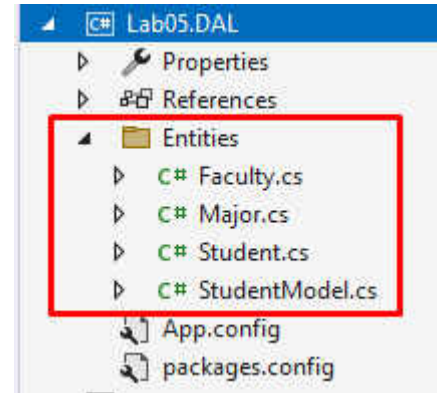 C# Lab05.DAL
Properties
References
Entities
C# Faculty.cs
C# Major.cs
C# Student.cs
C# StudentModel.cs
App.config
packages.config